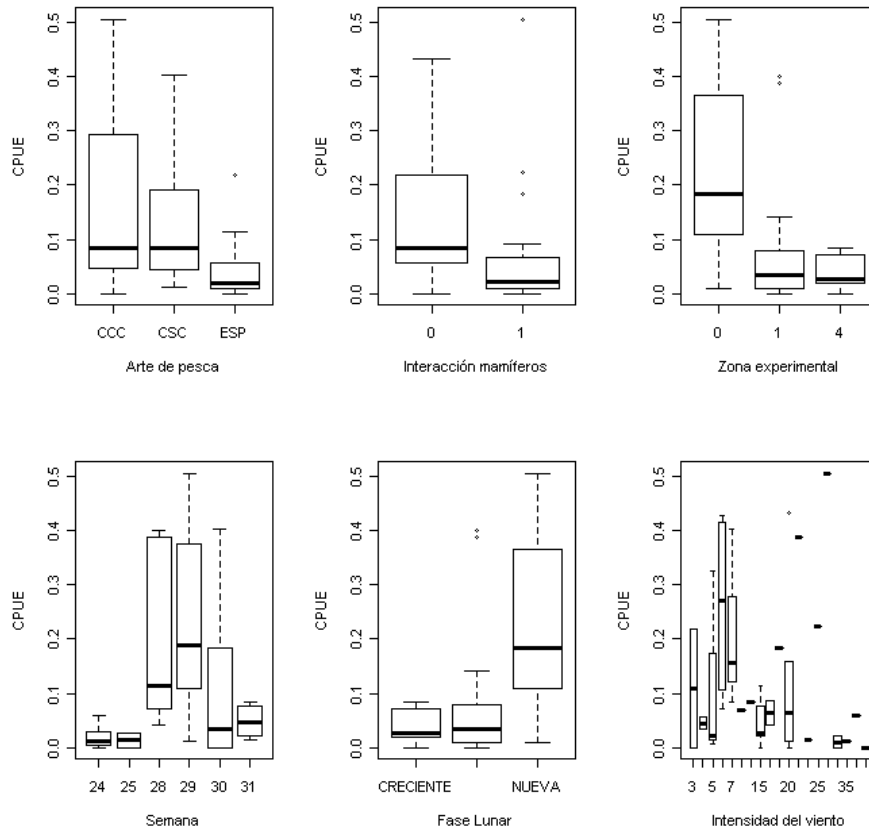 CPUE
0.5
0.4
0.3
0.2
0.1
0.0
CCC CSC ESP
Arte de pesca
CPUE
0.5
0.4
0.3
0.2
0.1
0.0
0 1
Interacción mamíferos
CPUE
0.5
0.4
0.3
0.2
0.1
0.0
0 1 4
Zona experimental
CPUE
0.5
0.4
0.3
0.2
0.1
0.0
24 25 28 29 30 31
Semana
CPUE
0.5
0.4
0.3
0.2
0.1
0.0
CRECIENTE NUEVA
Fase Lunar
CPUE
0.5
0.4
0.3
0.2
0.1
0.0
3 5 7 15 20 25 35
Intensidad del viento